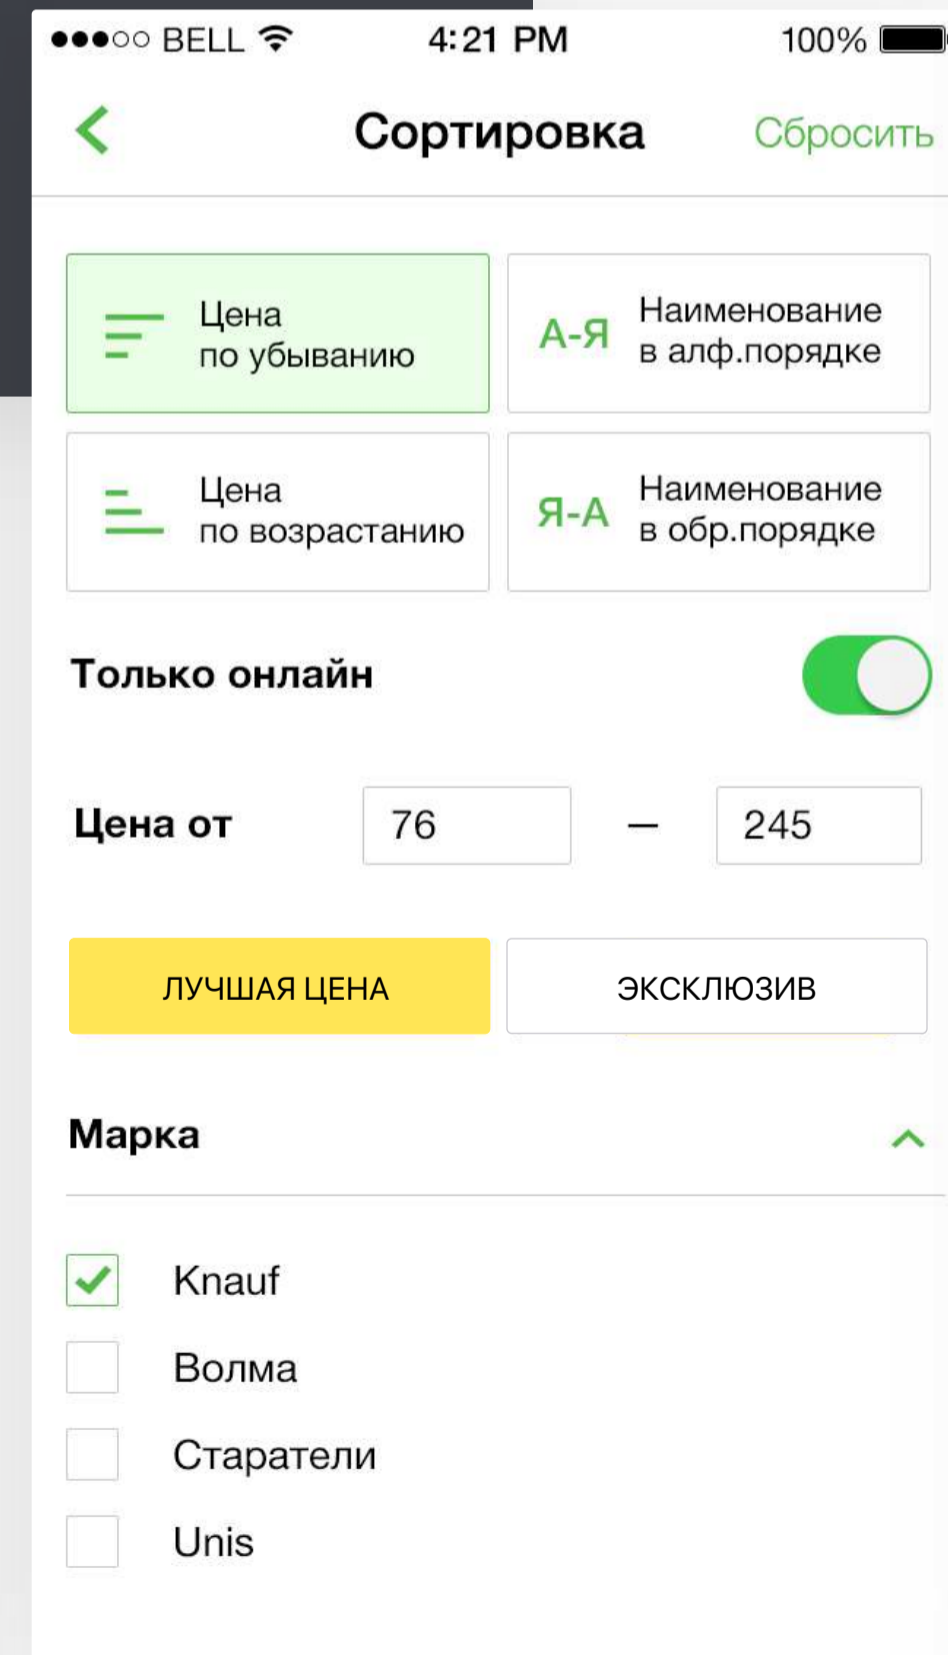 BELL 4:21 PM 100%
Сортировка Сбросить
Цена
по убыванию
А-Я Наименование
в алф.порядке
Цена
по возрастанию
Я-А Наименование
в обр.порядке
Только онлайн
Цена от 76 — 245
ЛУЧШАЯ ЦЕНА ЭКСКЛЮЗИВ
Марка
Knauf
Волма
Старатели
Unis